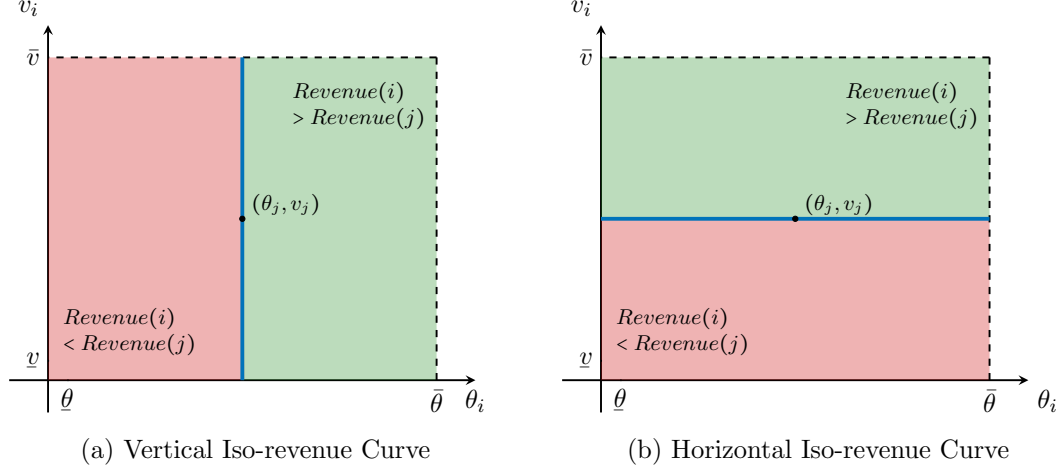 v_i
v̄
Revenue(i)
> Revenue(j)
(θ_j, v_j)
Revenue(i)
< Revenue(j)
v̲
θ̲
θ̄
θ_i
(a) Vertical Iso-revenue Curve
v_i
v̄
Revenue(i)
> Revenue(j)
(θ_j, v_j)
Revenue(i)
< Revenue(j)
v̲
θ̲
θ̄
θ_i
(b) Horizontal Iso-revenue Curve